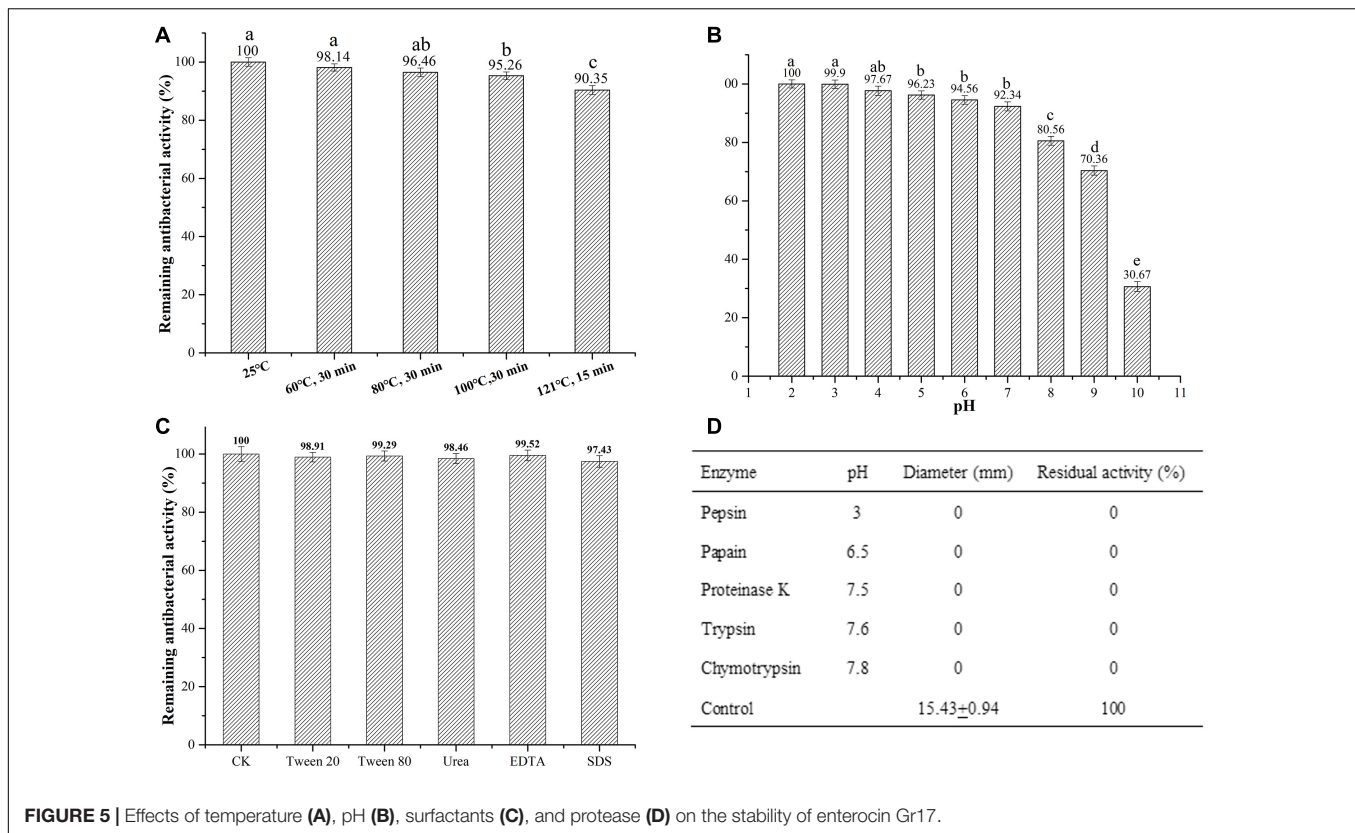 A
Remaining antibacterial activity (%)
100
80
60
40
20
0
a
100
a
98.14
ab
96.46
b
95.26
c
90.35
25°C
60°C, 30 min
80°C, 30 min
100°C,30 min
121°C, 15 min
B
00
80
60
40
20
0
a
100
a
99.9
ab
97.67
b
96.23
b
94.56
b
92.34
c
80.56
d
70.36
e
30.67
1 2 3 4 5 6 7 8 9 10 11
pH
C
Remaining antibacterial activity (%)
100
80
60
40
20
0
100
98.91
99.29
98.46
99.52
97.43
CK Tween 20 Tween 80 Urea EDTA SDS
D
Enzyme pH Diameter (mm) Residual activity (%)
Pepsin 3 0 0
Papain 6.5 0 0
Proteinase K 7.5 0 0
Trypsin 7.6 0 0
Chymotrypsin 7.8 0 0
Control 15.43±0.94 100
FIGURE 5 | Effects of temperature (A), pH (B), surfactants (C), and protease (D) on the stability of enterocin Gr17.